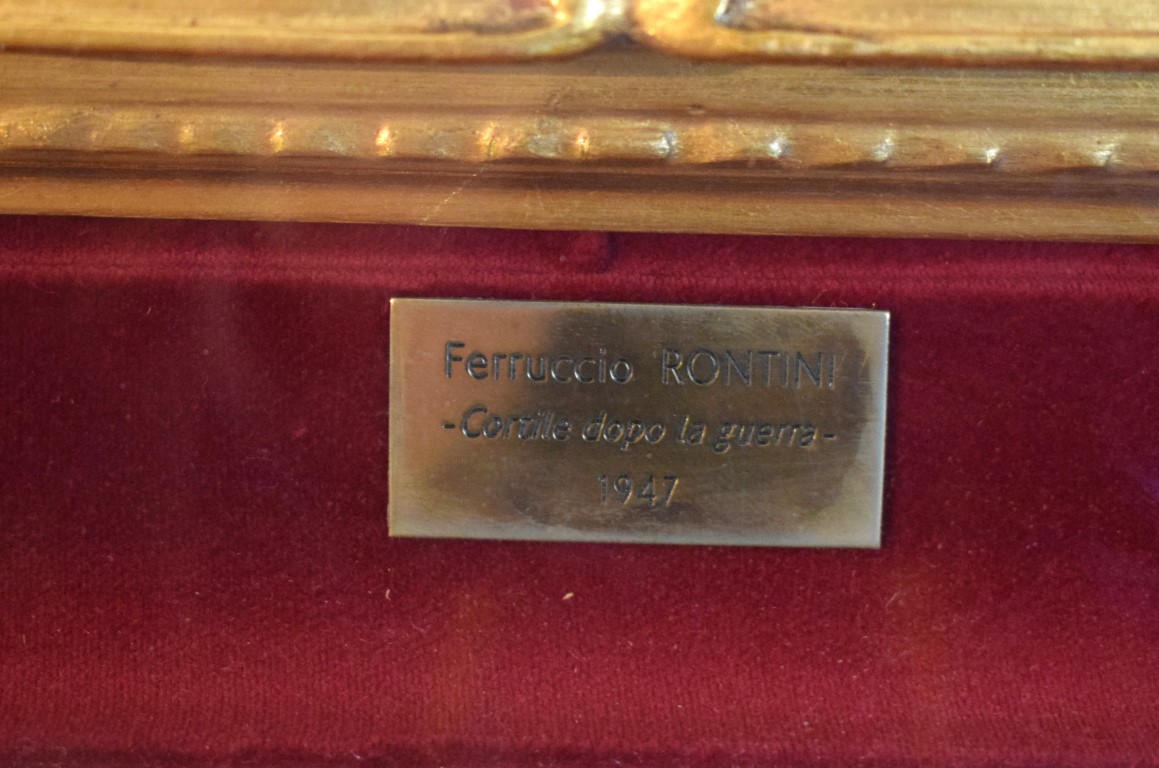 Ferruccio RONTINI
-Cortile dopo la guerra-
1947